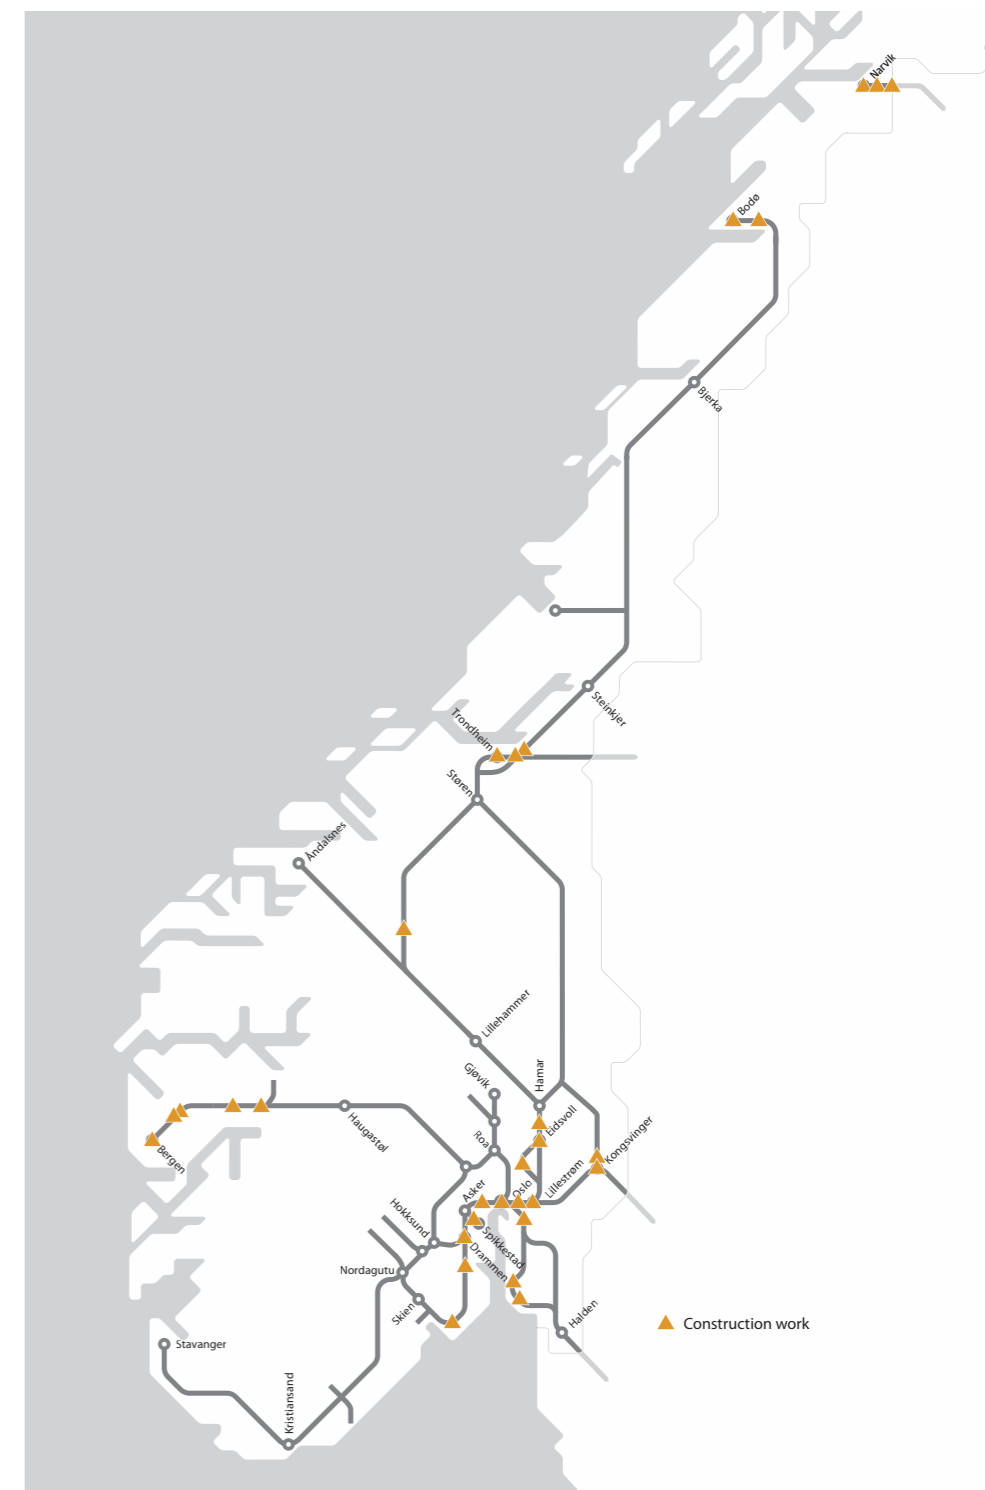 Narvik
Bodø
Bjerka
Steinkjer
Trondheim
Støren
Åndalsnes
Lillehammer
Gjøvik
Hamar
Eidsvoll
Roa
Kongsvinger
Haugastøl
Bergen
Lillestrøm
Oslo
Asker
Hokksund
Spikkestad
Drammen
Nordagutu
Skien
Halden
Construction work
Stavanger
Kristiansand